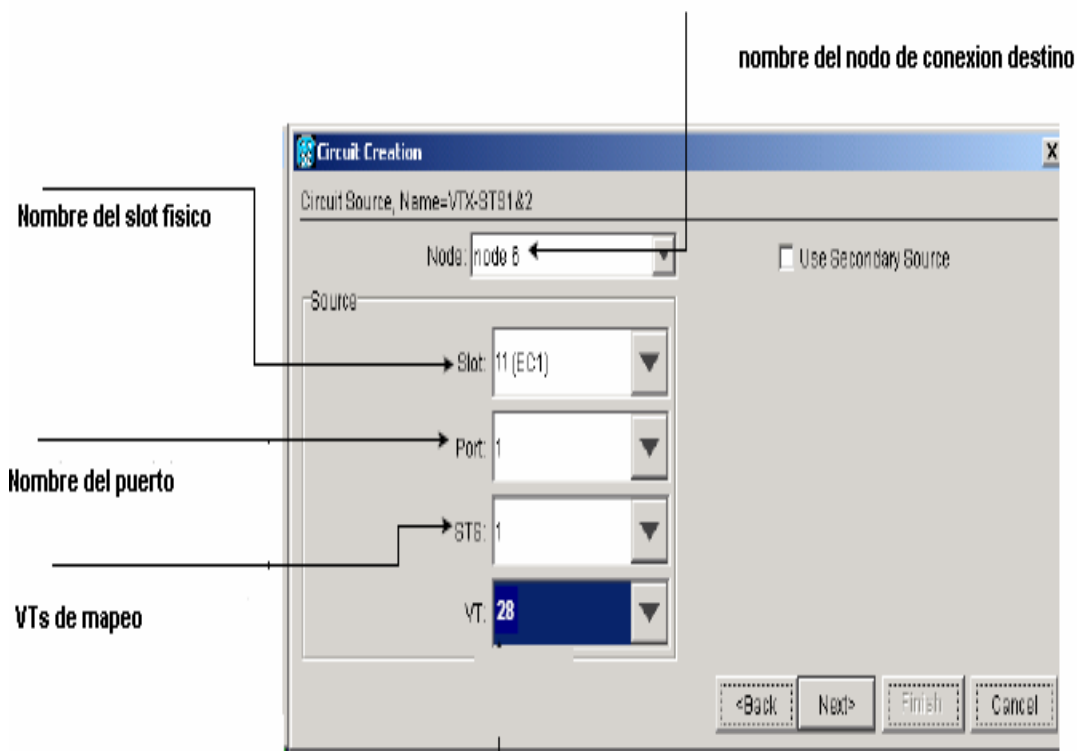 nombre del nodo de conexion destino
Circuit Creation
Circuit Source, Name=VTX-STS1&2
Nombre del slot fisico
Node: node 6
Use Secondary Source
Source
Slot: 11 (EC1)
Port: 1
Nombre del puerto
STS: 1
VTs de mapeo
VT: 28
<Back
Next>
Finish
Cancel